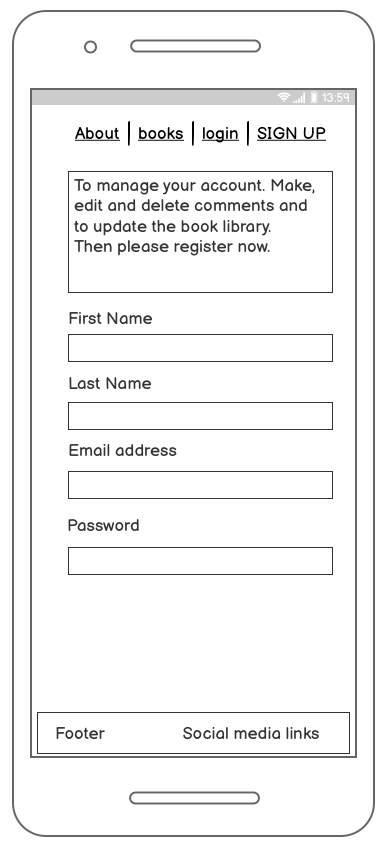 13:59
About books login SIGN UP
To manage your account. Make,
edit and delete comments and
to update the book library.
Then please register now.
First Name
Last Name
Email address
Password
Footer Social media links